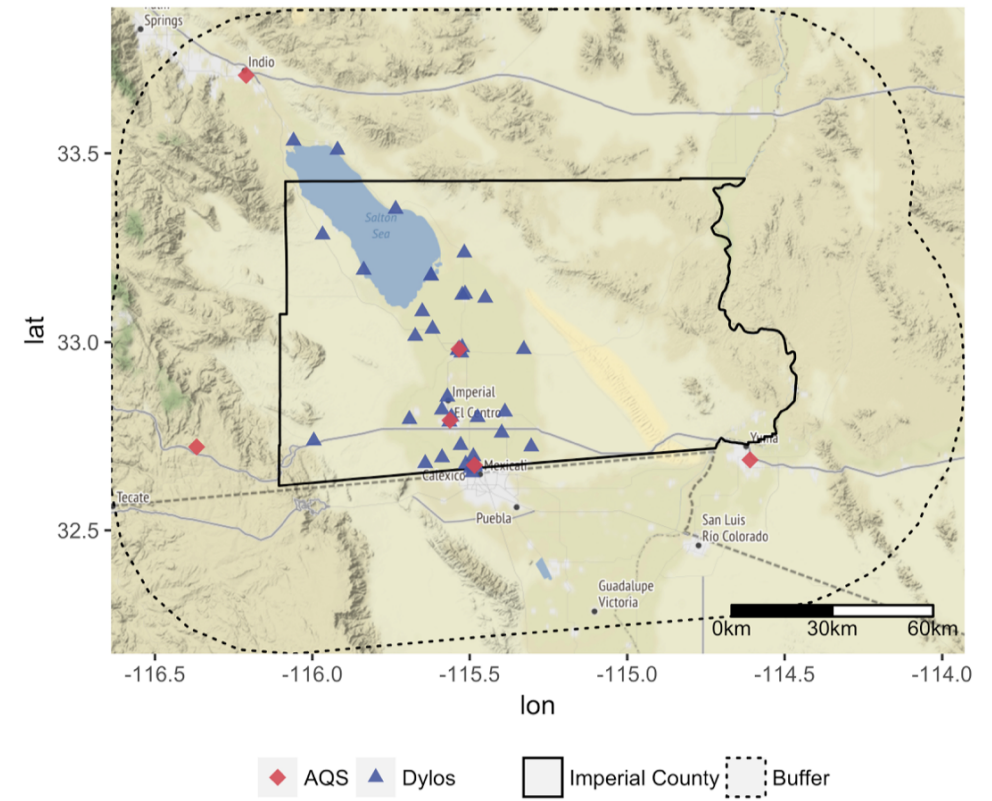 Springs
Indio
33.5
Salton
Sea
lat
33.0
Imperial
El Centro
Yuma
Mexicali
Calexico
Tecate
Puebla
San Luis
Rio Colorado
32.5
Guadalupe
Victoria
0km 30km 60km
-116.5 -116.0 -115.5 -115.0 -114.5 -114.0
lon
AQS Dylos Imperial County Buffer